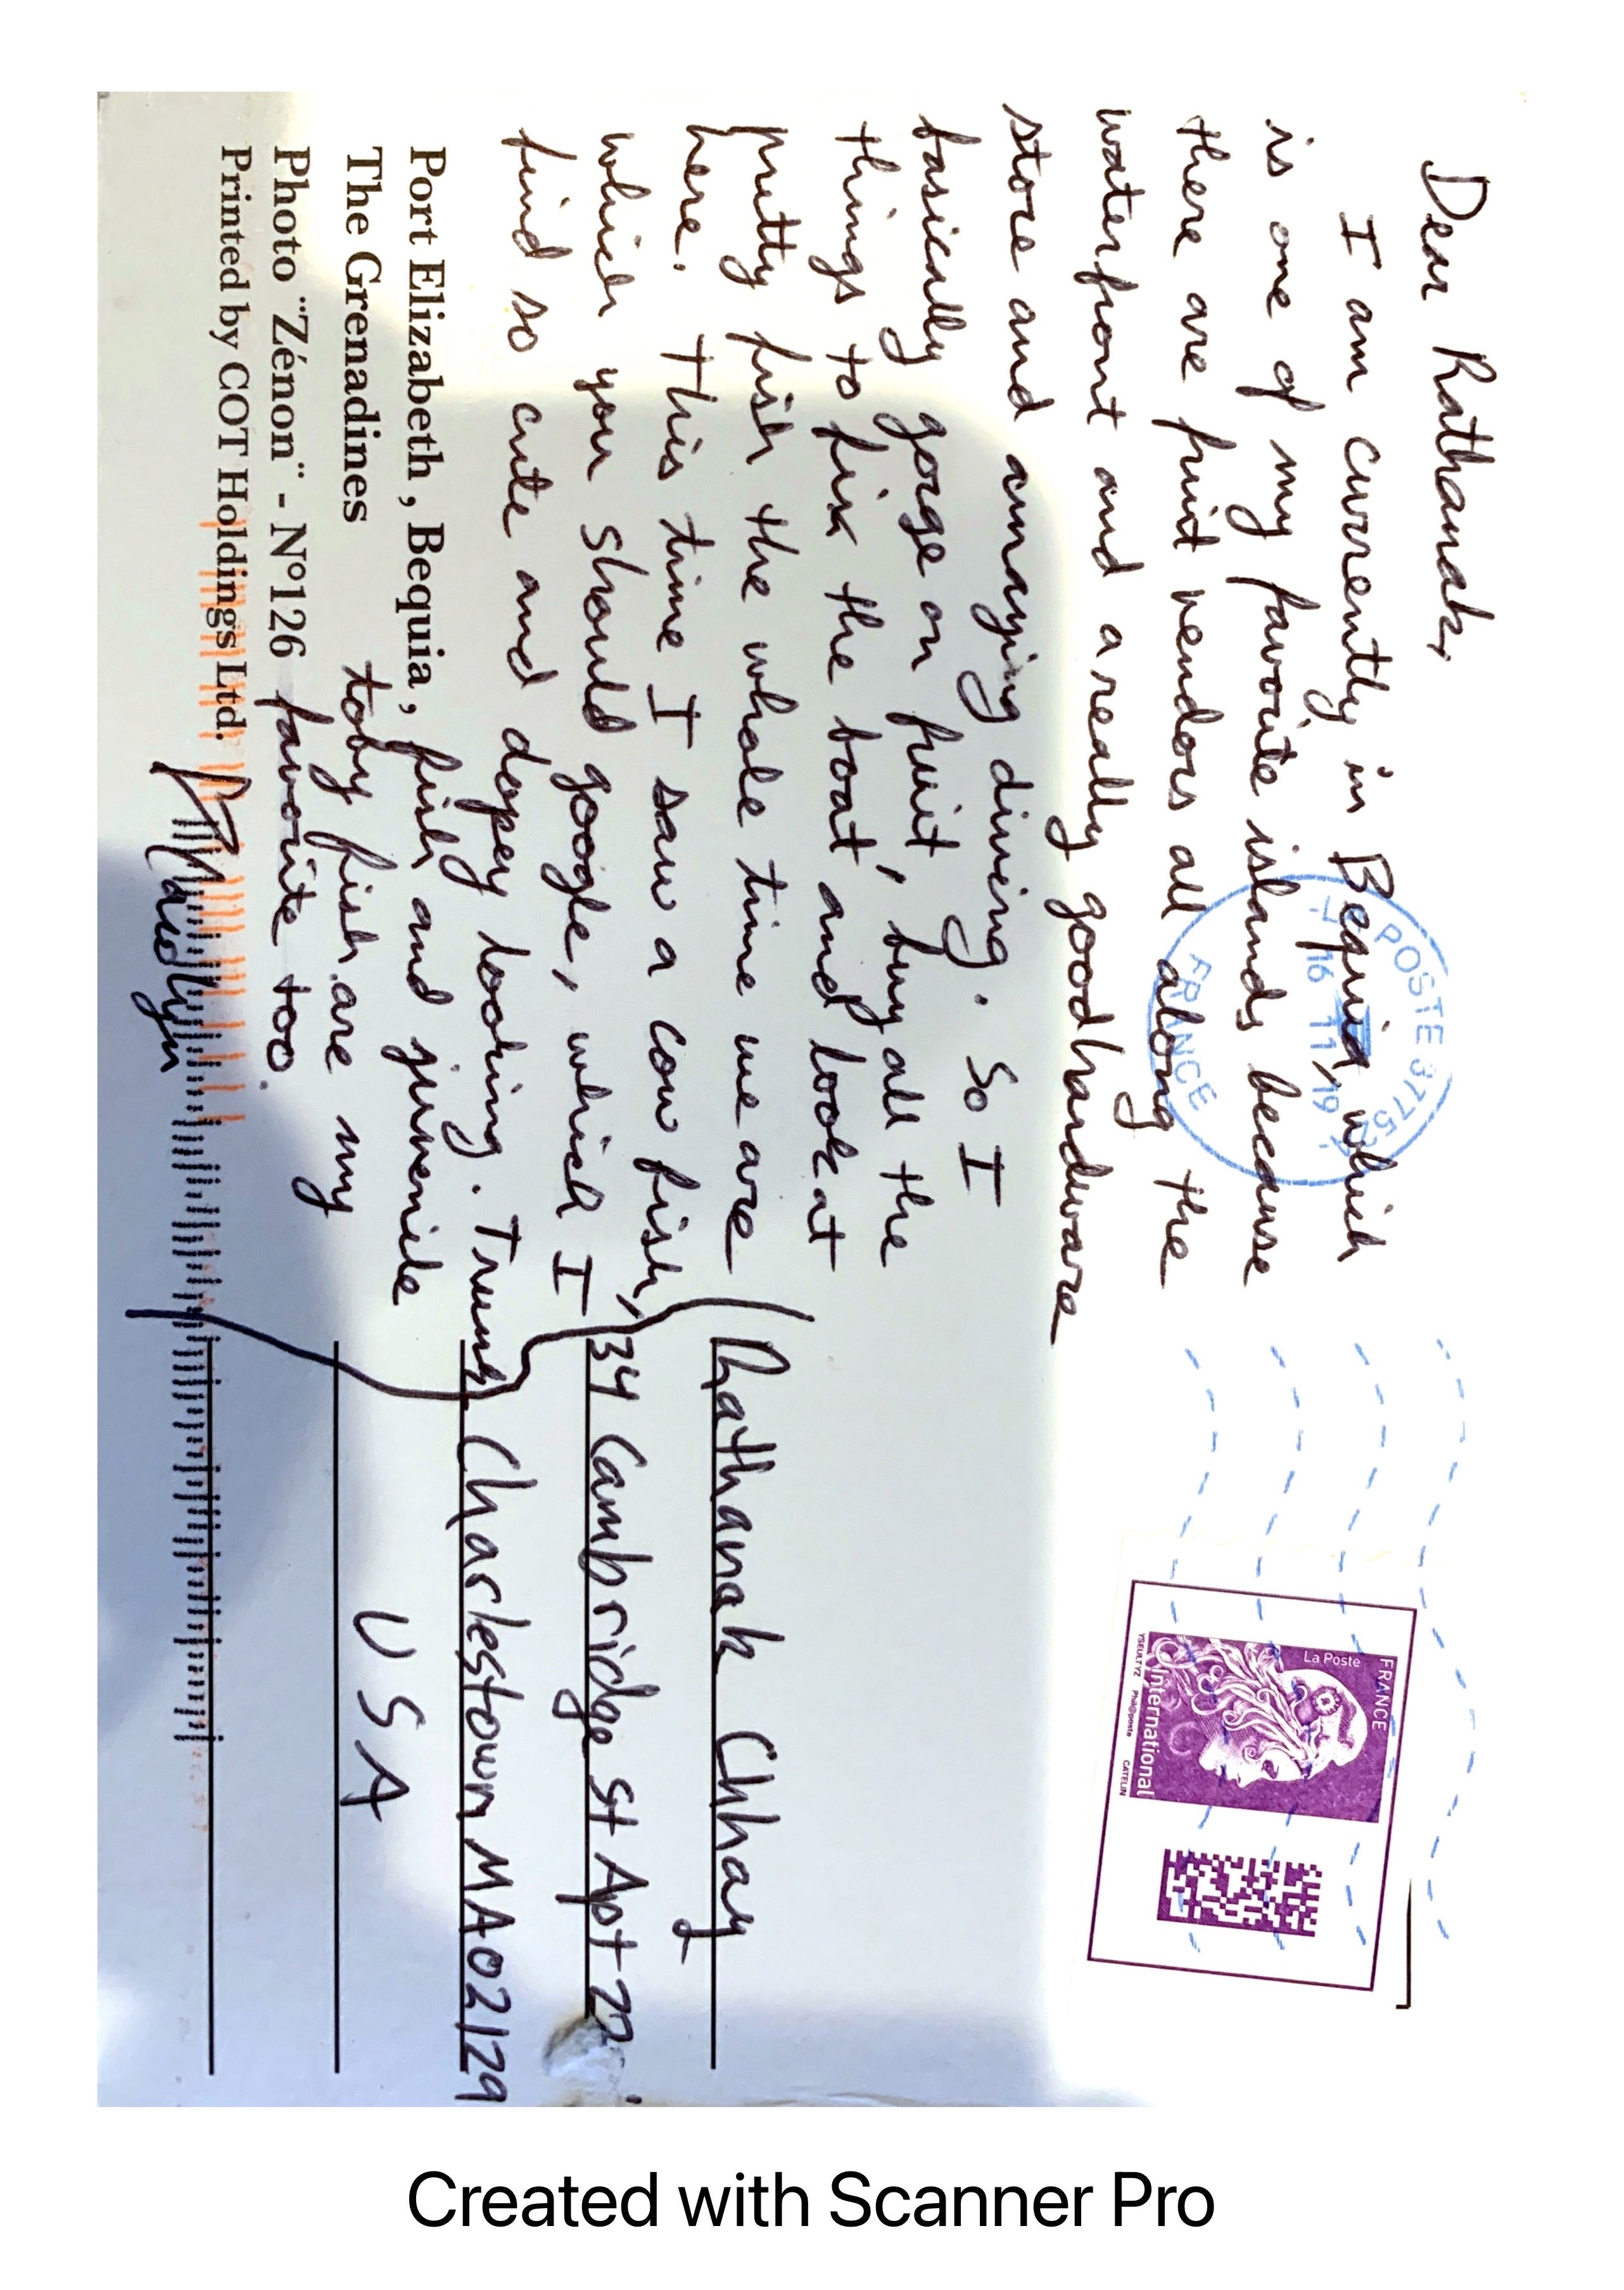 Dear Rathanak,
I am currently in Bequia, which
is one of my favorite islands because
there are fruit vendors all along the
waterfront and a really good hardware
store and amazing diving. So I
basically gorge on fruit, buy all the
things to fix the boat and look at
pretty fish the whole time we are
here. This time I saw a cow fish,
which you should google, which I
find so cute and dopey looking. Trunk
fish and juvenile
toby fish are my
favorite too.
Madlyn
Port Elizabeth, Bequia,
The Grenadines
Photo "Zénon" - N°126
Printed by COT Holdings Ltd.
POSTE 37752
16 11 19
FRANCE
FRANCE
La Poste
International
YSEULTYZ Phil@poste CATELIN
Rathanak Chhay
34 Cambridge St Apt 22
Charlestown MA 02129
USA
Created with Scanner Pro